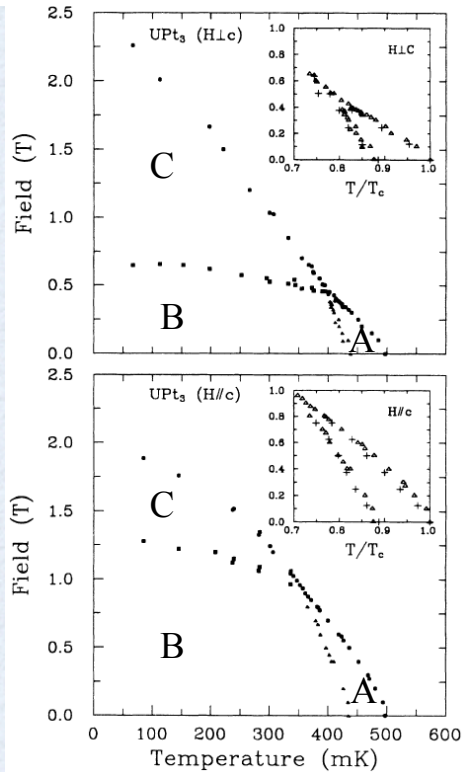 UPt₃ (H⊥c)
H⊥C
2.5
2.0
1.5
1.0
0.5
0.0
Field (T)
1.0
0.8
0.6
0.4
0.2
0.0
0.7 0.8 0.9 1.0
T/Tc
C
B
A
UPt₃ (H//c)
H//c
2.5
2.0
1.5
1.0
0.5
0.0
Field (T)
1.0
0.8
0.6
0.4
0.2
0.0
0.7 0.8 0.9 1.0
T/Tc
C
B
A
0 100 200 300 400 500 600
Temperature (mK)